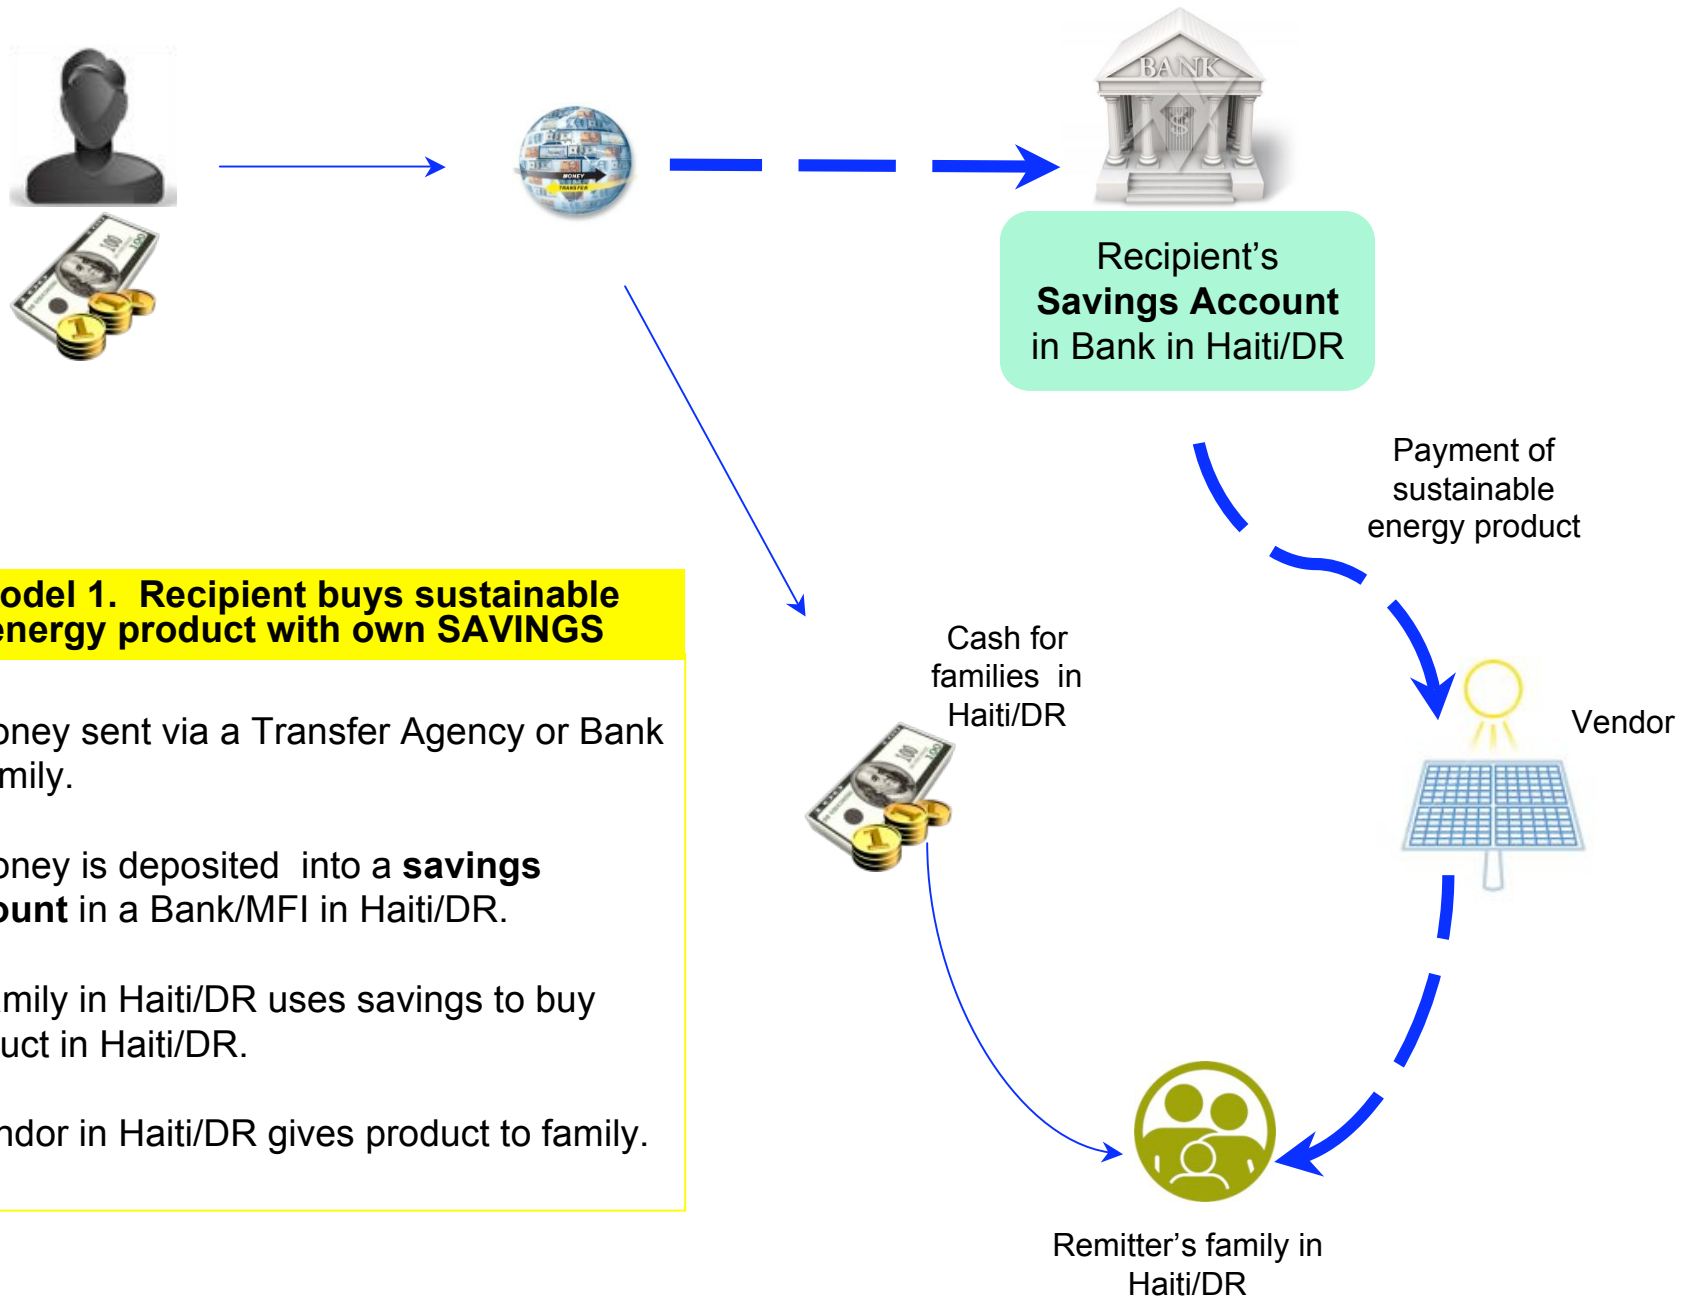 BANK
MONEY
TRANSFER
Recipient’s
Savings Account
in Bank in Haiti/DR
Payment of
sustainable
energy product
odel 1. Recipient buys sustainable
energy product with own SAVINGS
oney sent via a Transfer Agency or Bank
mily.
oney is deposited into a savings
ount in a Bank/MFI in Haiti/DR.
amily in Haiti/DR uses savings to buy
uct in Haiti/DR.
ndor in Haiti/DR gives product to family.
Cash for
families in
Haiti/DR
Vendor
Remitter’s family in
Haiti/DR